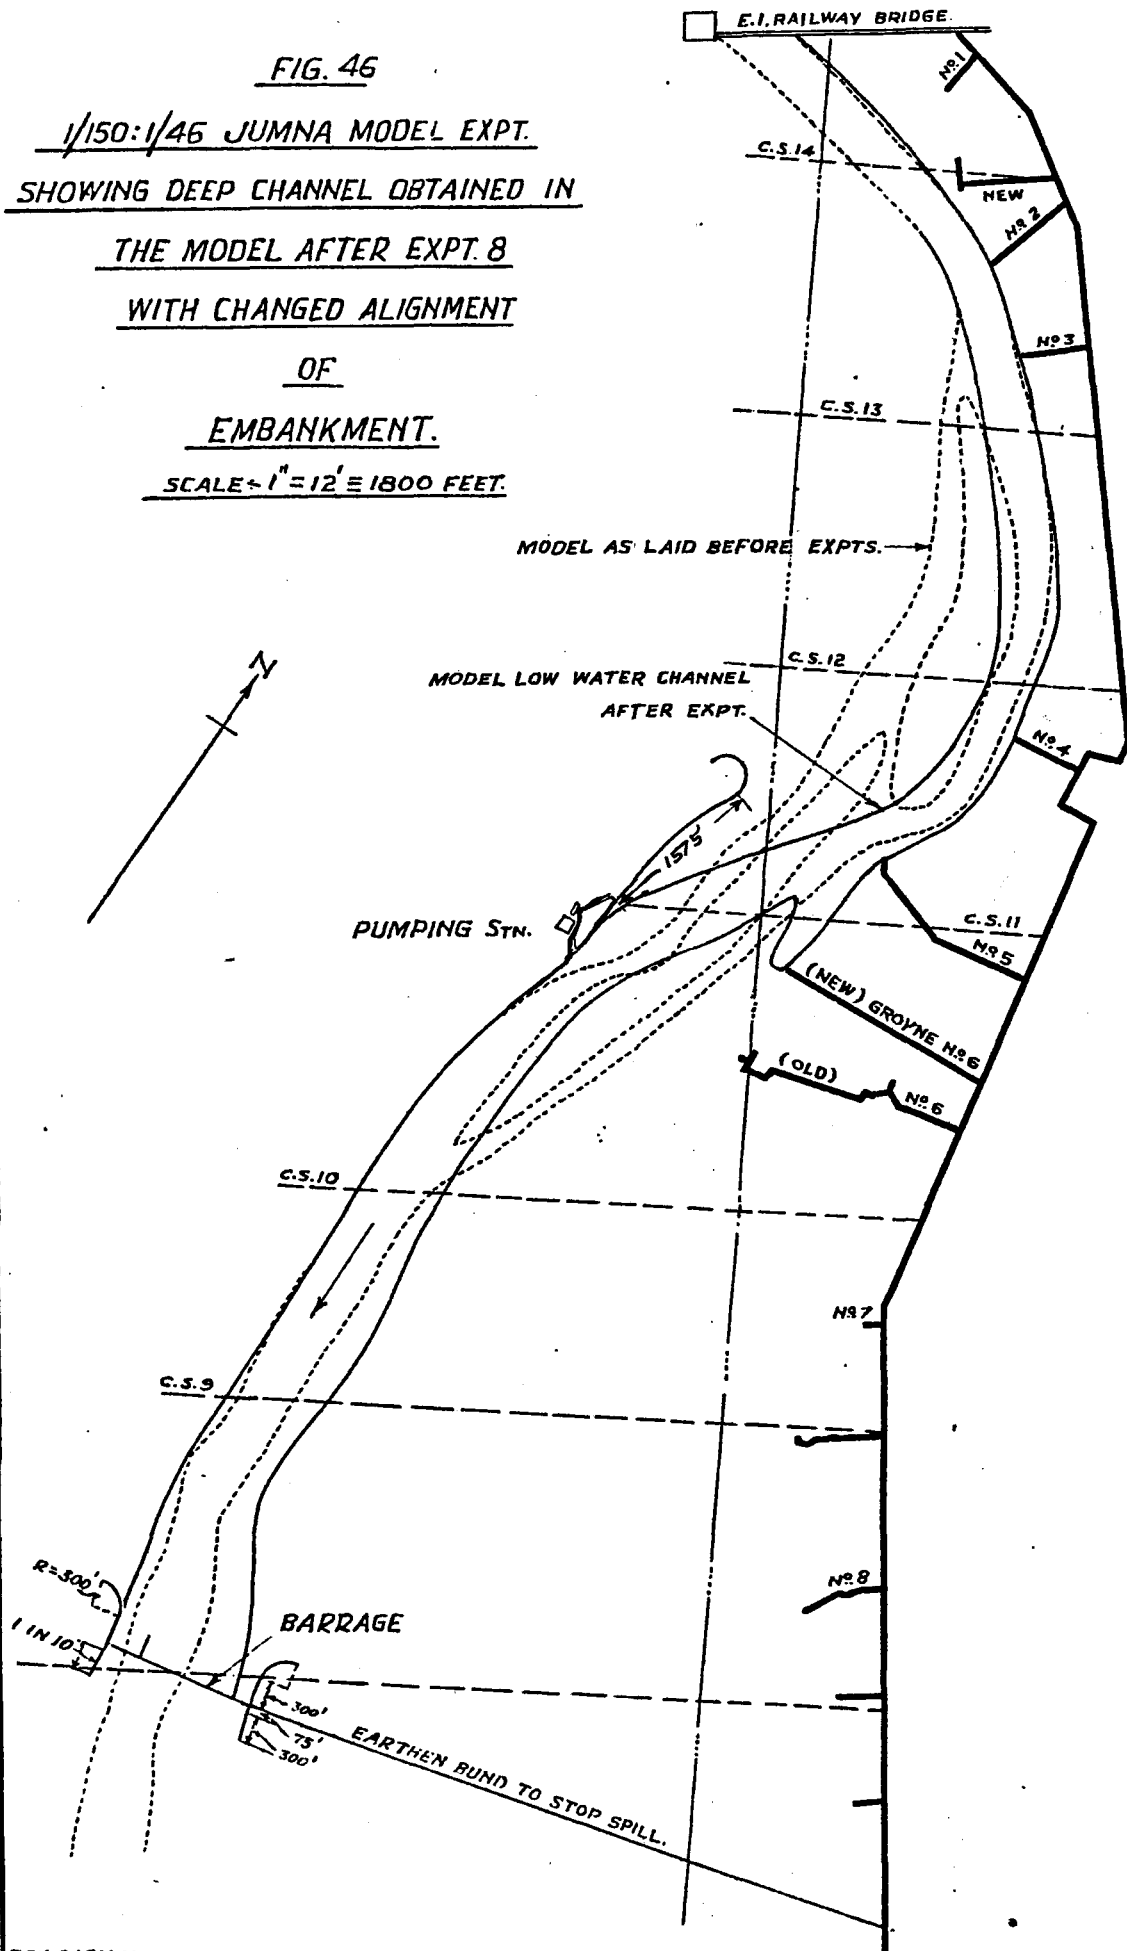 E.I. RAILWAY BRIDGE.
FIG. 46
1/150:1/46 JUMNA MODEL EXPT.
SHOWING DEEP CHANNEL OBTAINED IN
THE MODEL AFTER EXPT. 8
WITH CHANGED ALIGNMENT
OF
EMBANKMENT.
SCALE÷ 1" = 12' ≡ 1800 FEET.
Nº 1
C.S.14
NEW
Nº 2
Nº 3
C.S.13
MODEL AS LAID BEFORE EXPTS.
C.S.12
MODEL LOW WATER CHANNEL
AFTER EXPT.
N
Nº 4
1575'
PUMPING STN.
C.S.11
Nº 5
(NEW) GROYNE Nº 6
(OLD)
Nº 6
C.S.10
Nº 7
C.S.9
Nº 8
R=300'
1 IN 10
BARRAGE
300'
75'
300'
EARTHEN BUND TO STOP SPILL.